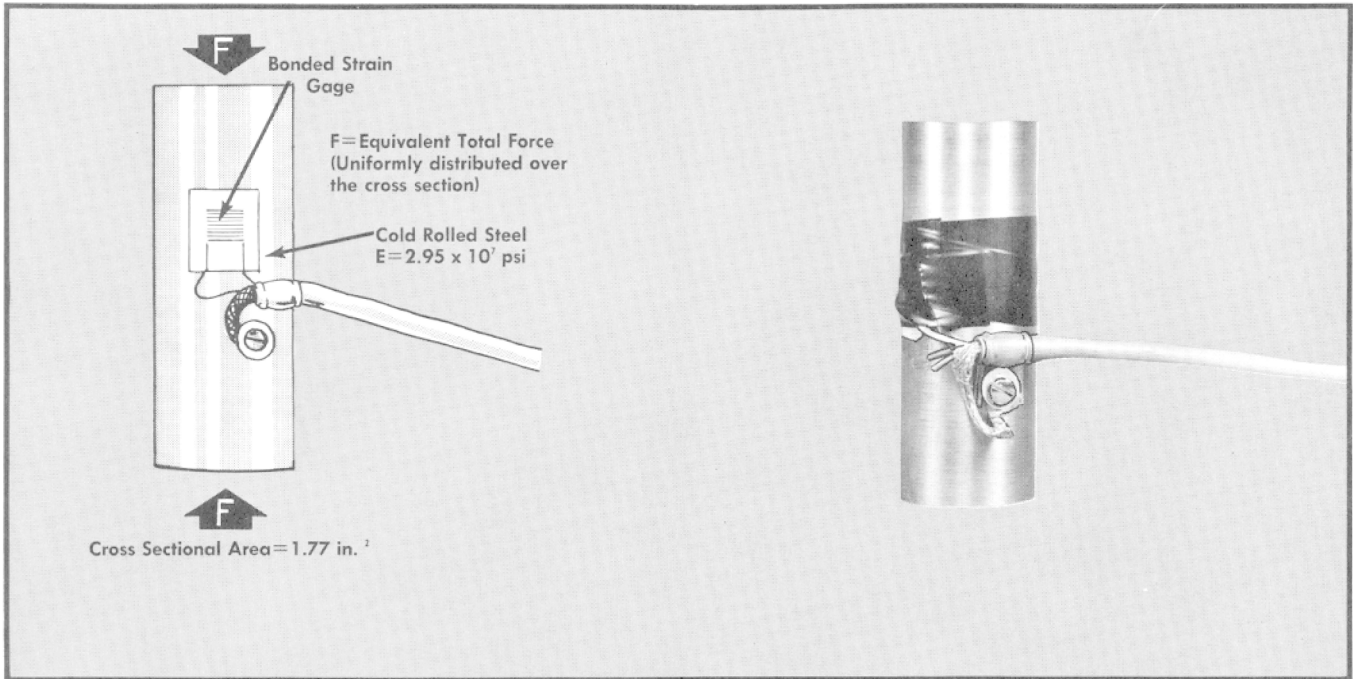 F
Bonded Strain
Gage
F=Equivalent Total Force
(Uniformly distributed over
the cross section)
Cold Rolled Steel
E=2.95 x 10⁷ psi
F
Cross Sectional Area=1.77 in. ²